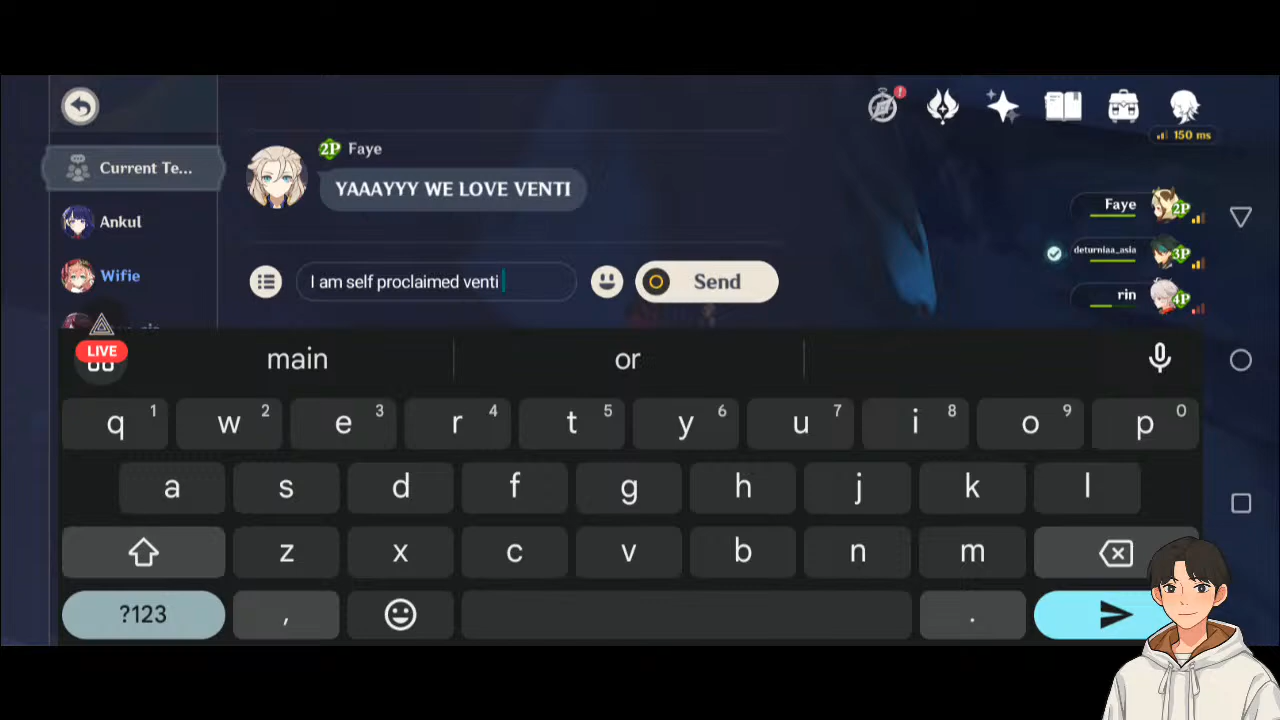 150 ms
Current Te...
2P Faye
YAAAYYY WE LOVE VENTI
Faye 2P
Ankul
deturniaa_asia 3P
Wifie
I am self proclaimed venti
Send
rin 4P
LIVE
main or
q 1 w 2 e 3 r 4 t 5 y 6 u 7 i 8 o 9 p 0
a s d f g h j k l
z x c v b n m
?123 , .